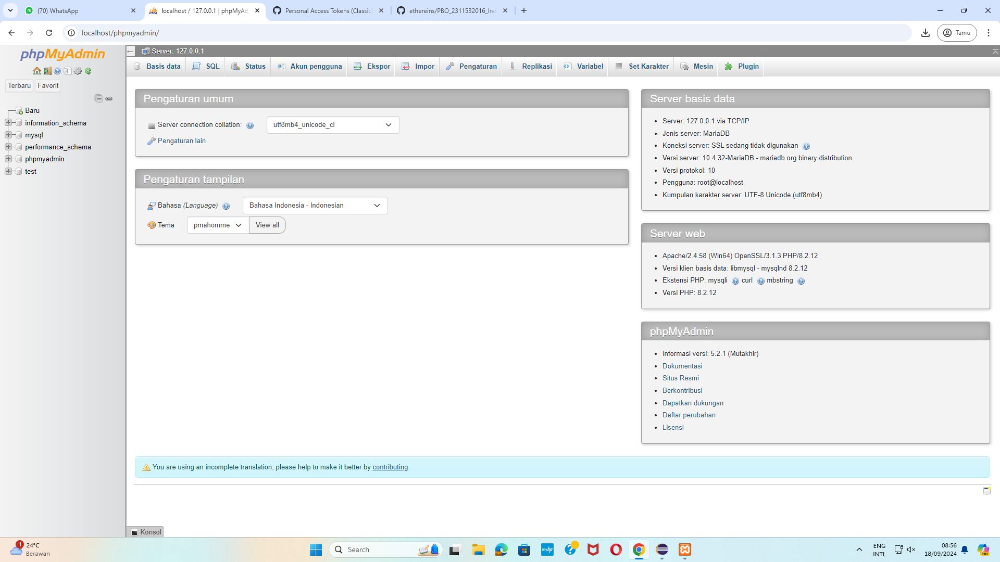 (70) WhatsApp
localhost / 127.0.0.1 | phpMyAd
Personal Access Tokens (Classic
ethereins/PBO_2311532016_Ind
localhost/phpmyadmin/
Tamu
phpMyAdmin
Terbaru
Favorit
Baru
information_schema
mysql
performance_schema
phpmyadmin
test
Server: 127.0.0.1
Basis data
SQL
Status
Akun pengguna
Ekspor
Impor
Pengaturan
Replikasi
Variabel
Set Karakter
Mesin
Plugin
Pengaturan umum
Server connection collation:
utf8mb4_unicode_ci
Pengaturan lain
Pengaturan tampilan
Bahasa (Language)
Bahasa Indonesia - Indonesian
Tema
pmahomme
View all
Server basis data
Server: 127.0.0.1 via TCP/IP
Jenis server: MariaDB
Koneksi server: SSL sedang tidak digunakan
Versi server: 10.4.32-MariaDB - mariadb.org binary distribution
Versi protokol: 10
Pengguna: root@localhost
Kumpulan karakter server: UTF-8 Unicode (utf8mb4)
Server web
Apache/2.4.58 (Win64) OpenSSL/3.1.3 PHP/8.2.12
Versi klien basis data: libmysql - mysqlnd 8.2.12
Ekstensi PHP: mysqli curl mbstring
Versi PHP: 8.2.12
phpMyAdmin
Informasi versi: 5.2.1 (Mutakhir)
Dokumentasi
Situs Resmi
Berkontribusi
Dapatkan dukungan
Daftar perubahan
Lisensi
You are using an incomplete translation, please help to make it better by contributing.
Konsol
1
24°C
Berawan
Search
myhp
ENG
INTL
08:56
18/09/2024
PRE